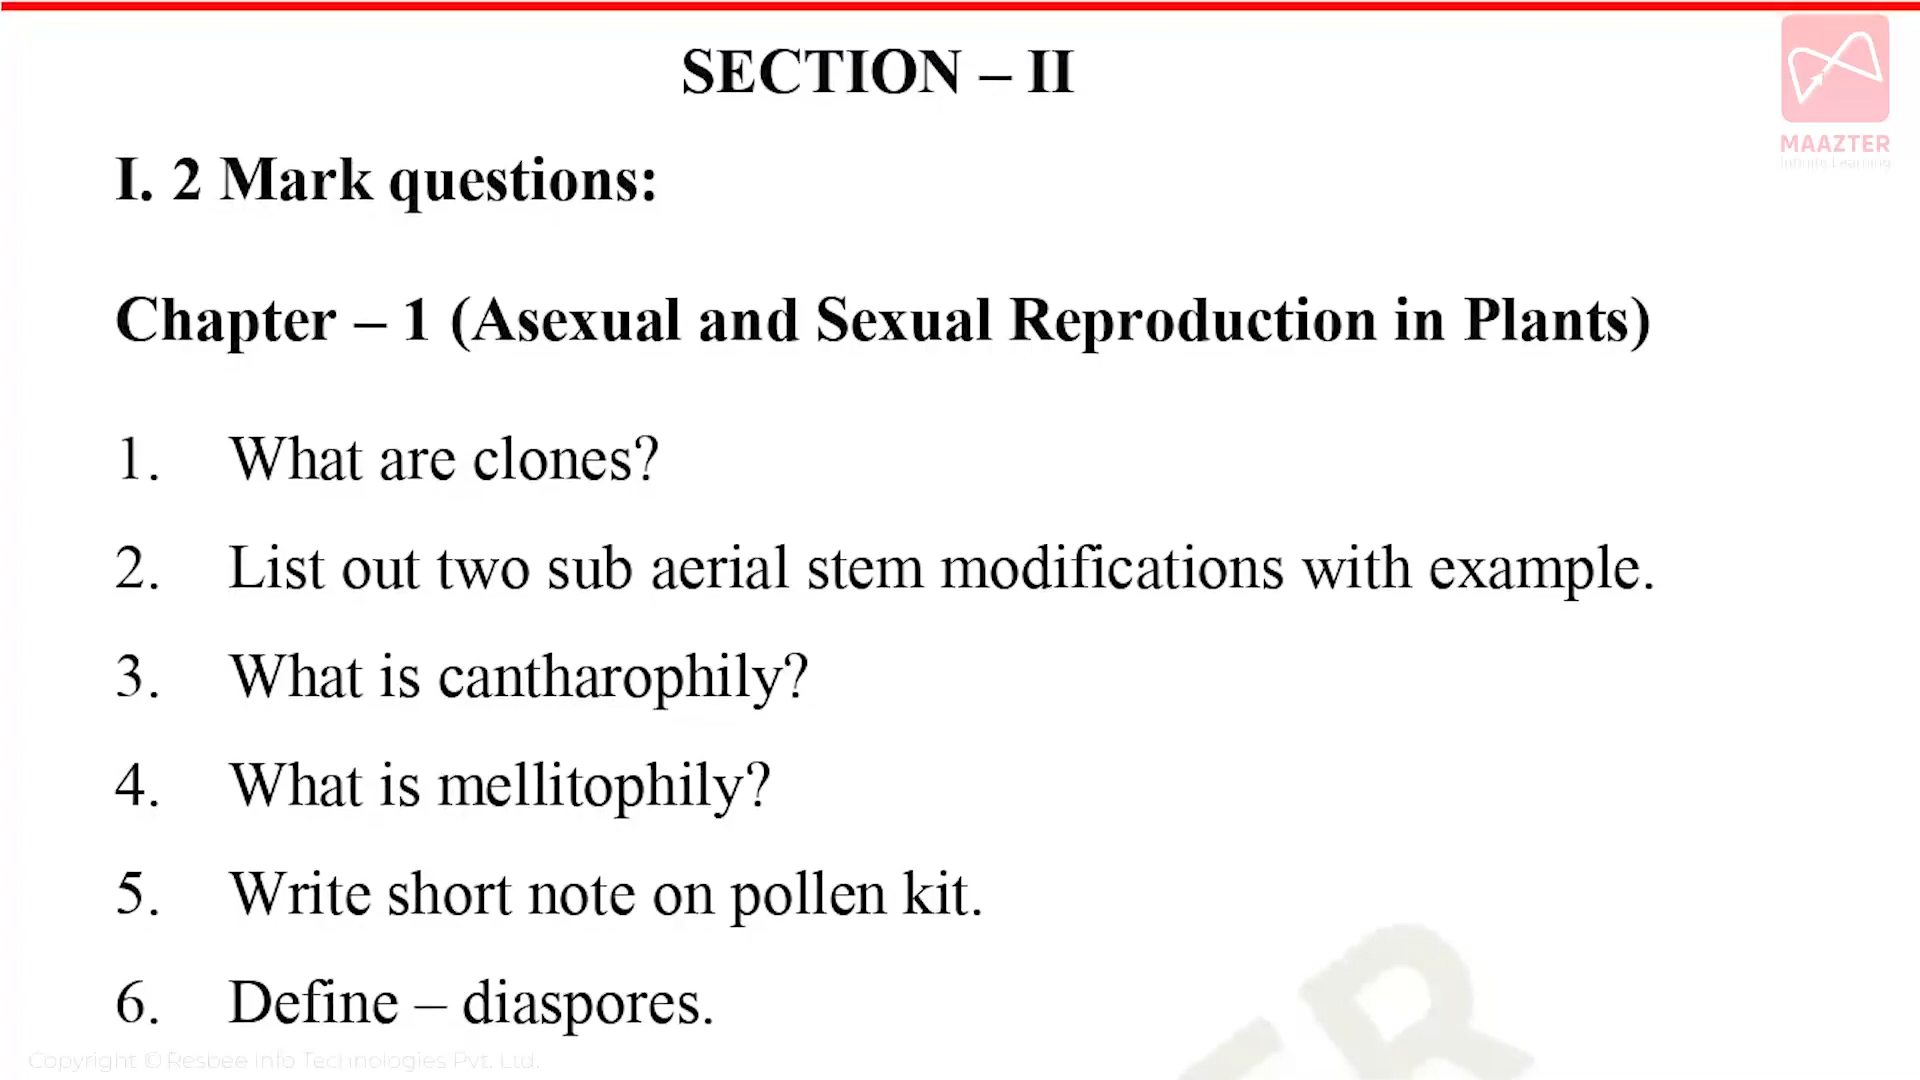 SECTION – II
MAAZTER
Infinite Learning
I. 2 Mark questions:
Chapter – 1 (Asexual and Sexual Reproduction in Plants)
1. What are clones?
2. List out two sub aerial stem modifications with example.
3. What is cantharophily?
4. What is mellitophily?
5. Write short note on pollen kit.
6. Define – diaspores.
Copyright © Resbee Info Technologies Pvt. Ltd.